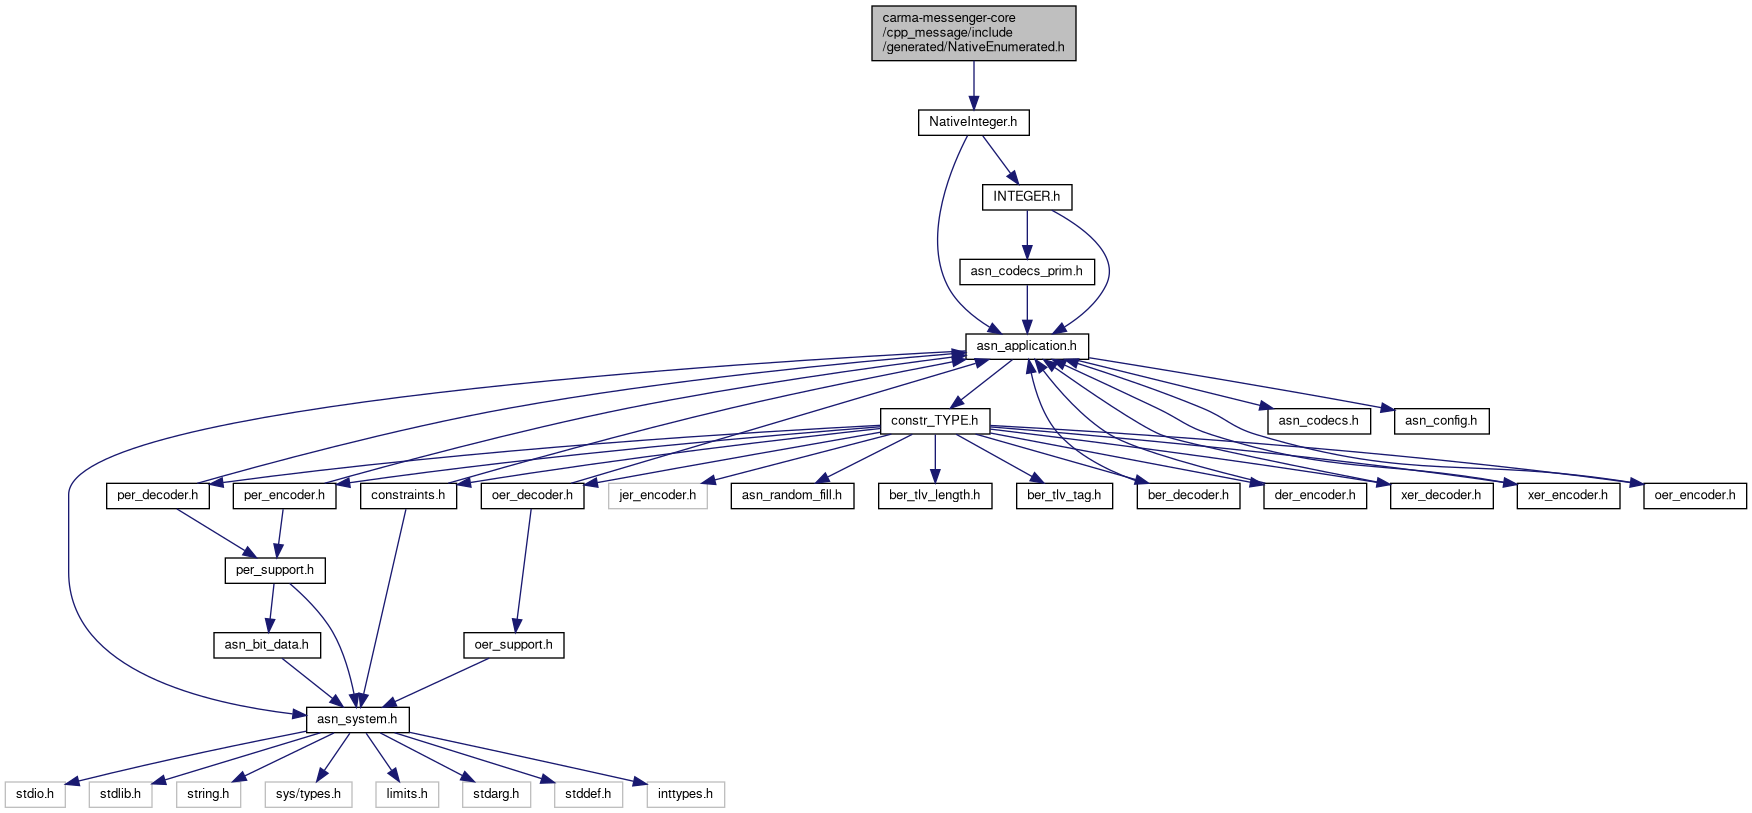 carma-messenger-core
/cpp_message/include
/generated/NativeEnumerated.h
NativeInteger.h
INTEGER.h
asn_codecs_prim.h
asn_application.h
constr_TYPE.h
asn_codecs.h
asn_config.h
per_decoder.h
per_encoder.h
constraints.h
oer_decoder.h
jer_encoder.h
asn_random_fill.h
ber_tlv_length.h
ber_tlv_tag.h
ber_decoder.h
der_encoder.h
xer_decoder.h
xer_encoder.h
oer_encoder.h
per_support.h
asn_bit_data.h
oer_support.h
asn_system.h
stdio.h
stdlib.h
string.h
sys/types.h
limits.h
stdarg.h
stddef.h
inttypes.h